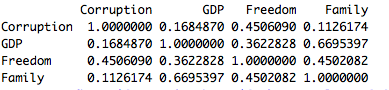 Corruption GDP Freedom Family
Corruption 1.0000000 0.1684870 0.4506090 0.1126174
GDP 0.1684870 1.0000000 0.3622828 0.6695397
Freedom 0.4506090 0.3622828 1.0000000 0.4502082
Family 0.1126174 0.6695397 0.4502082 1.0000000